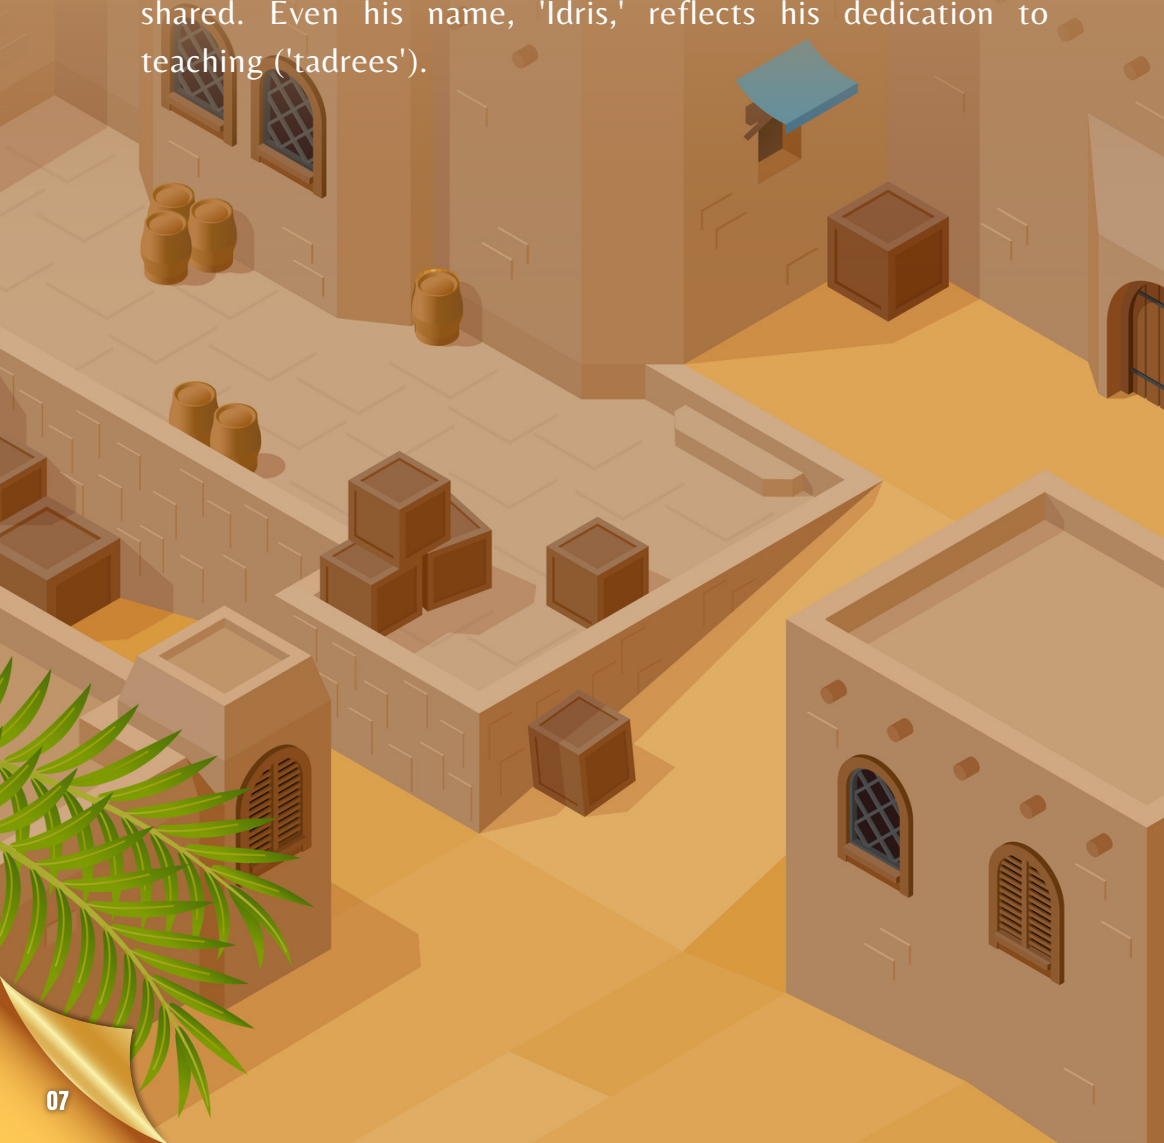 shared. Even his name, 'Idris,' reflects his dedication to
teaching ('tadrees').
07